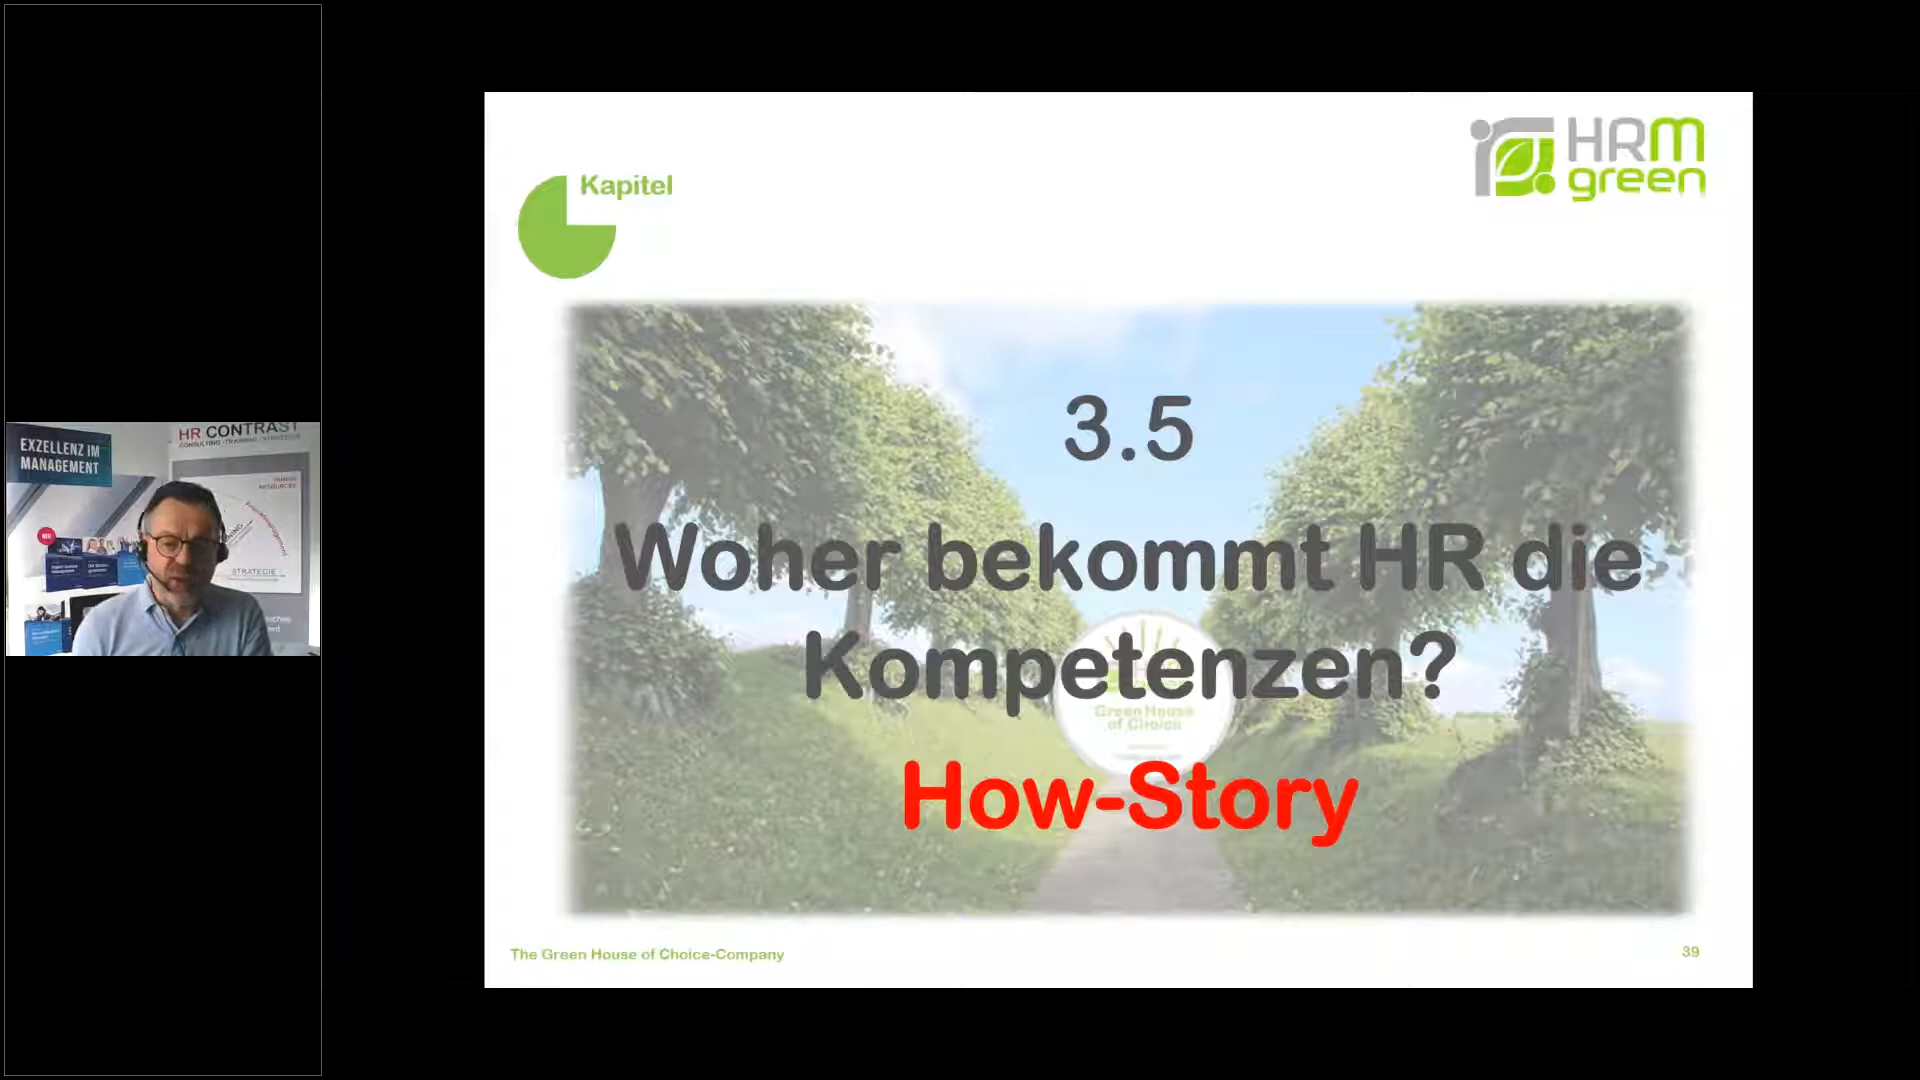 EXZELLENZ IM
MANAGEMENT
HR CONTRAST
STRATEGIE
Kapitel
HRM
green
3.5
Woher bekommt HR die
Kompetenzen?
Green House
of Choice
How-Story
The Green House of Choice-Company
39